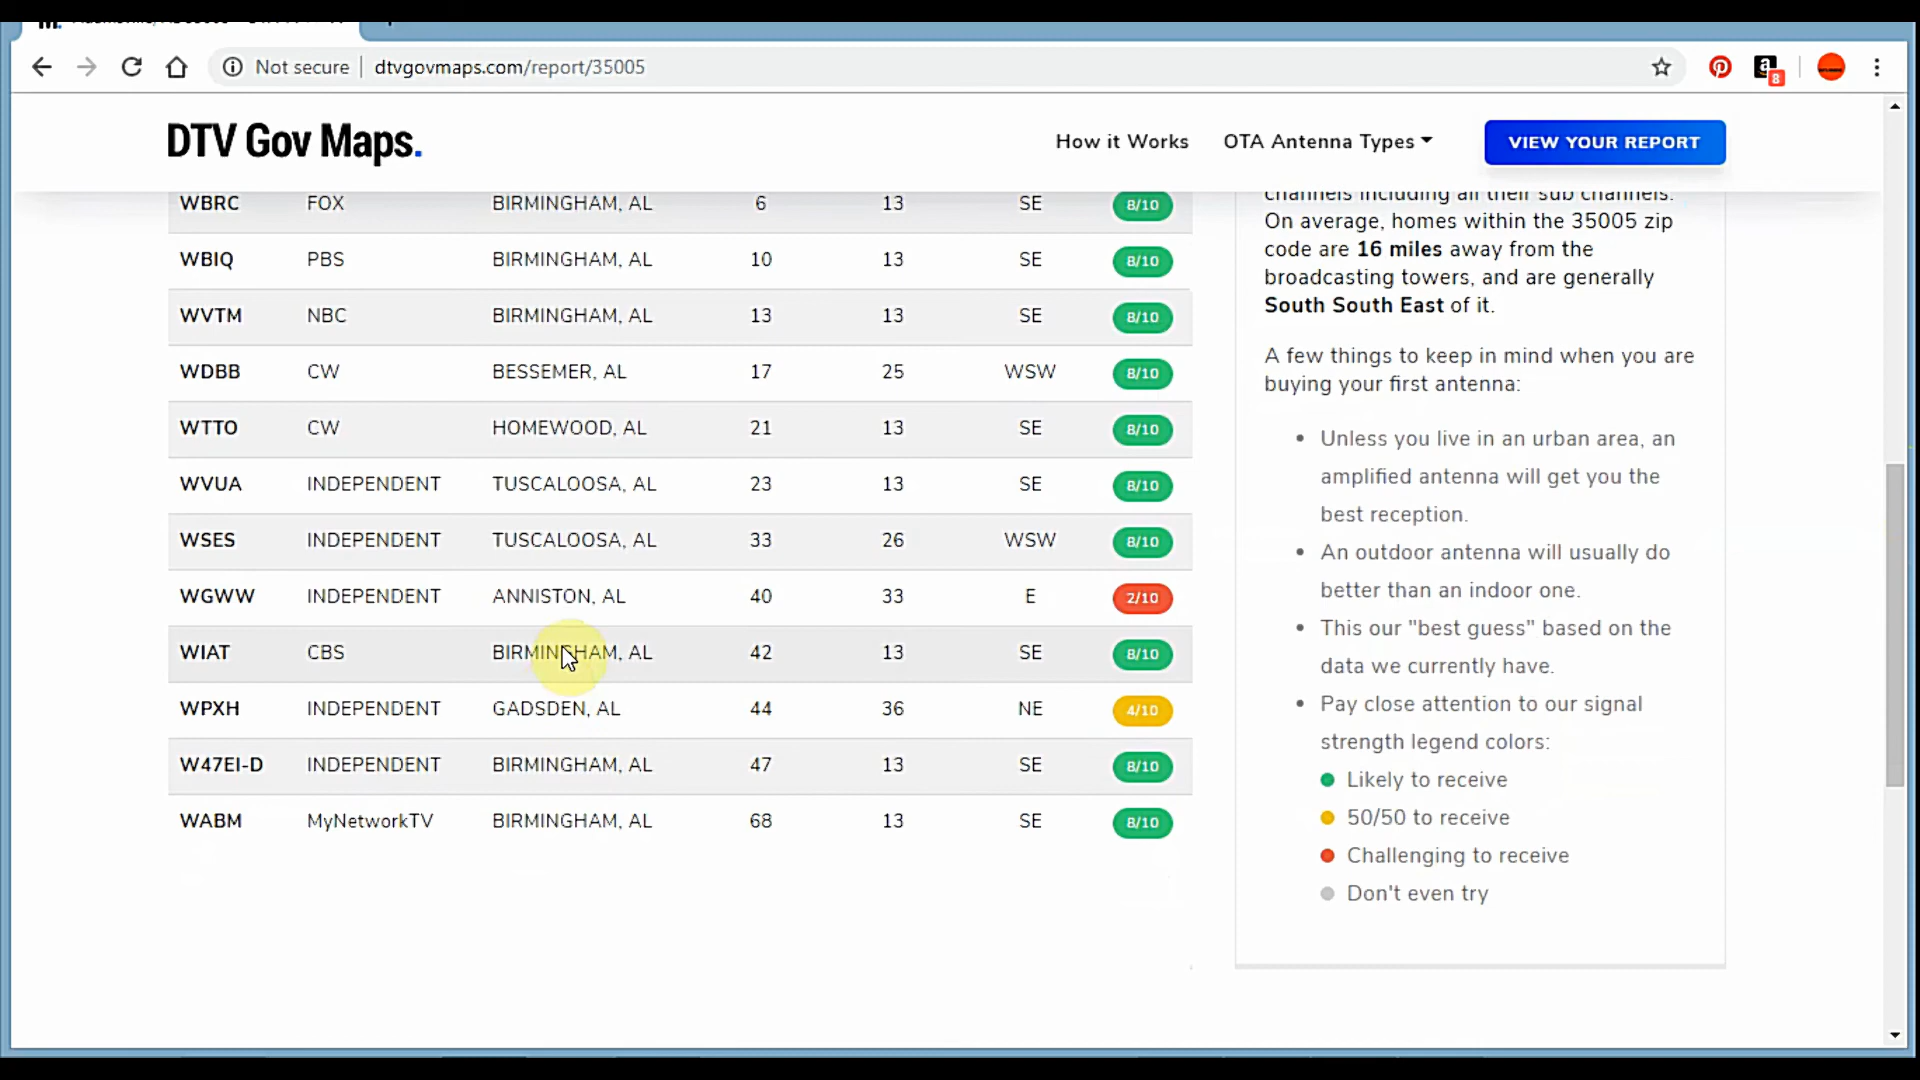 Not secure | dtvgovmaps.com/report/35005
8
DTV Gov Maps.
How it Works OTA Antenna Types VIEW YOUR REPORT
WBRC FOX BIRMINGHAM, AL 6 13 SE 8/10
WBIQ PBS BIRMINGHAM, AL 10 13 SE 8/10
WVTM NBC BIRMINGHAM, AL 13 13 SE 8/10
WDBB CW BESSEMER, AL 17 25 WSW 8/10
WTTO CW HOMEWOOD, AL 21 13 SE 8/10
WVUA INDEPENDENT TUSCALOOSA, AL 23 13 SE 8/10
WSES INDEPENDENT TUSCALOOSA, AL 33 26 WSW 8/10
WGWW INDEPENDENT ANNISTON, AL 40 33 E 2/10
WIAT CBS BIRMINGHAM, AL 42 13 SE 8/10
WPXH INDEPENDENT GADSDEN, AL 44 36 NE 4/10
W47EI-D INDEPENDENT BIRMINGHAM, AL 47 13 SE 8/10
WABM MyNetworkTV BIRMINGHAM, AL 68 13 SE 8/10
channels including all their sub channels.
On average, homes within the 35005 zip
code are 16 miles away from the
broadcasting towers, and are generally
South South East of it.
A few things to keep in mind when you are
buying your first antenna:
• Unless you live in an urban area, an
amplified antenna will get you the
best reception.
• An outdoor antenna will usually do
better than an indoor one.
• This our "best guess" based on the
data we currently have.
• Pay close attention to our signal
strength legend colors:
Likely to receive
50/50 to receive
Challenging to receive
Don't even try